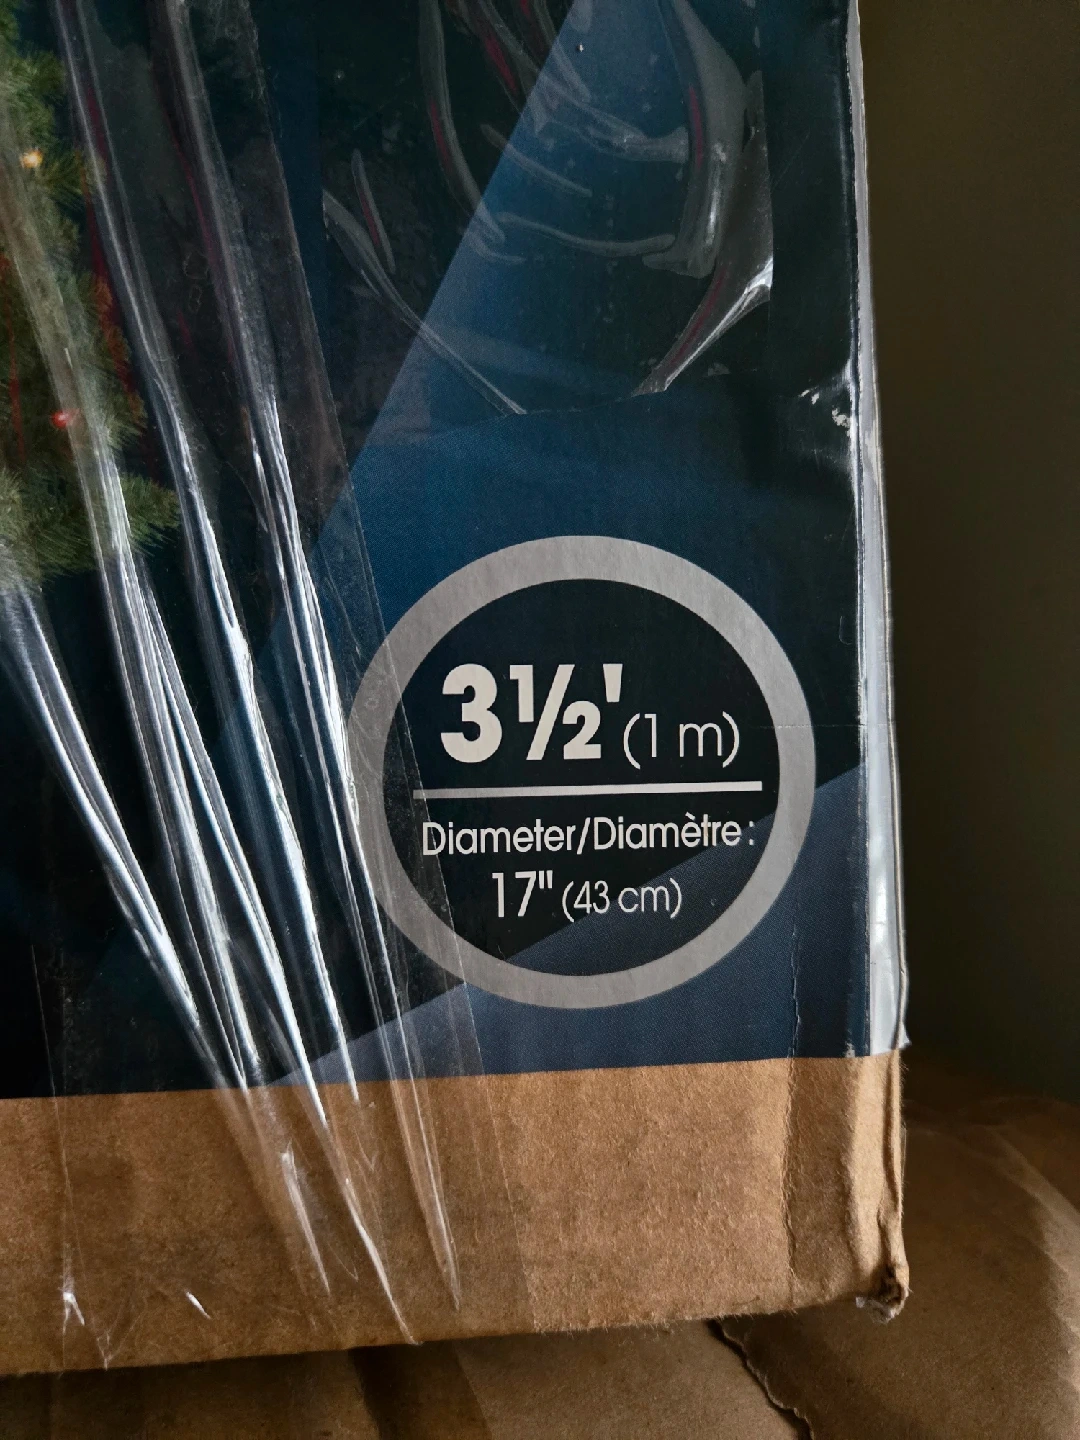 3½' (1 m)
Diameter/Diamètre :
17" (43 cm)